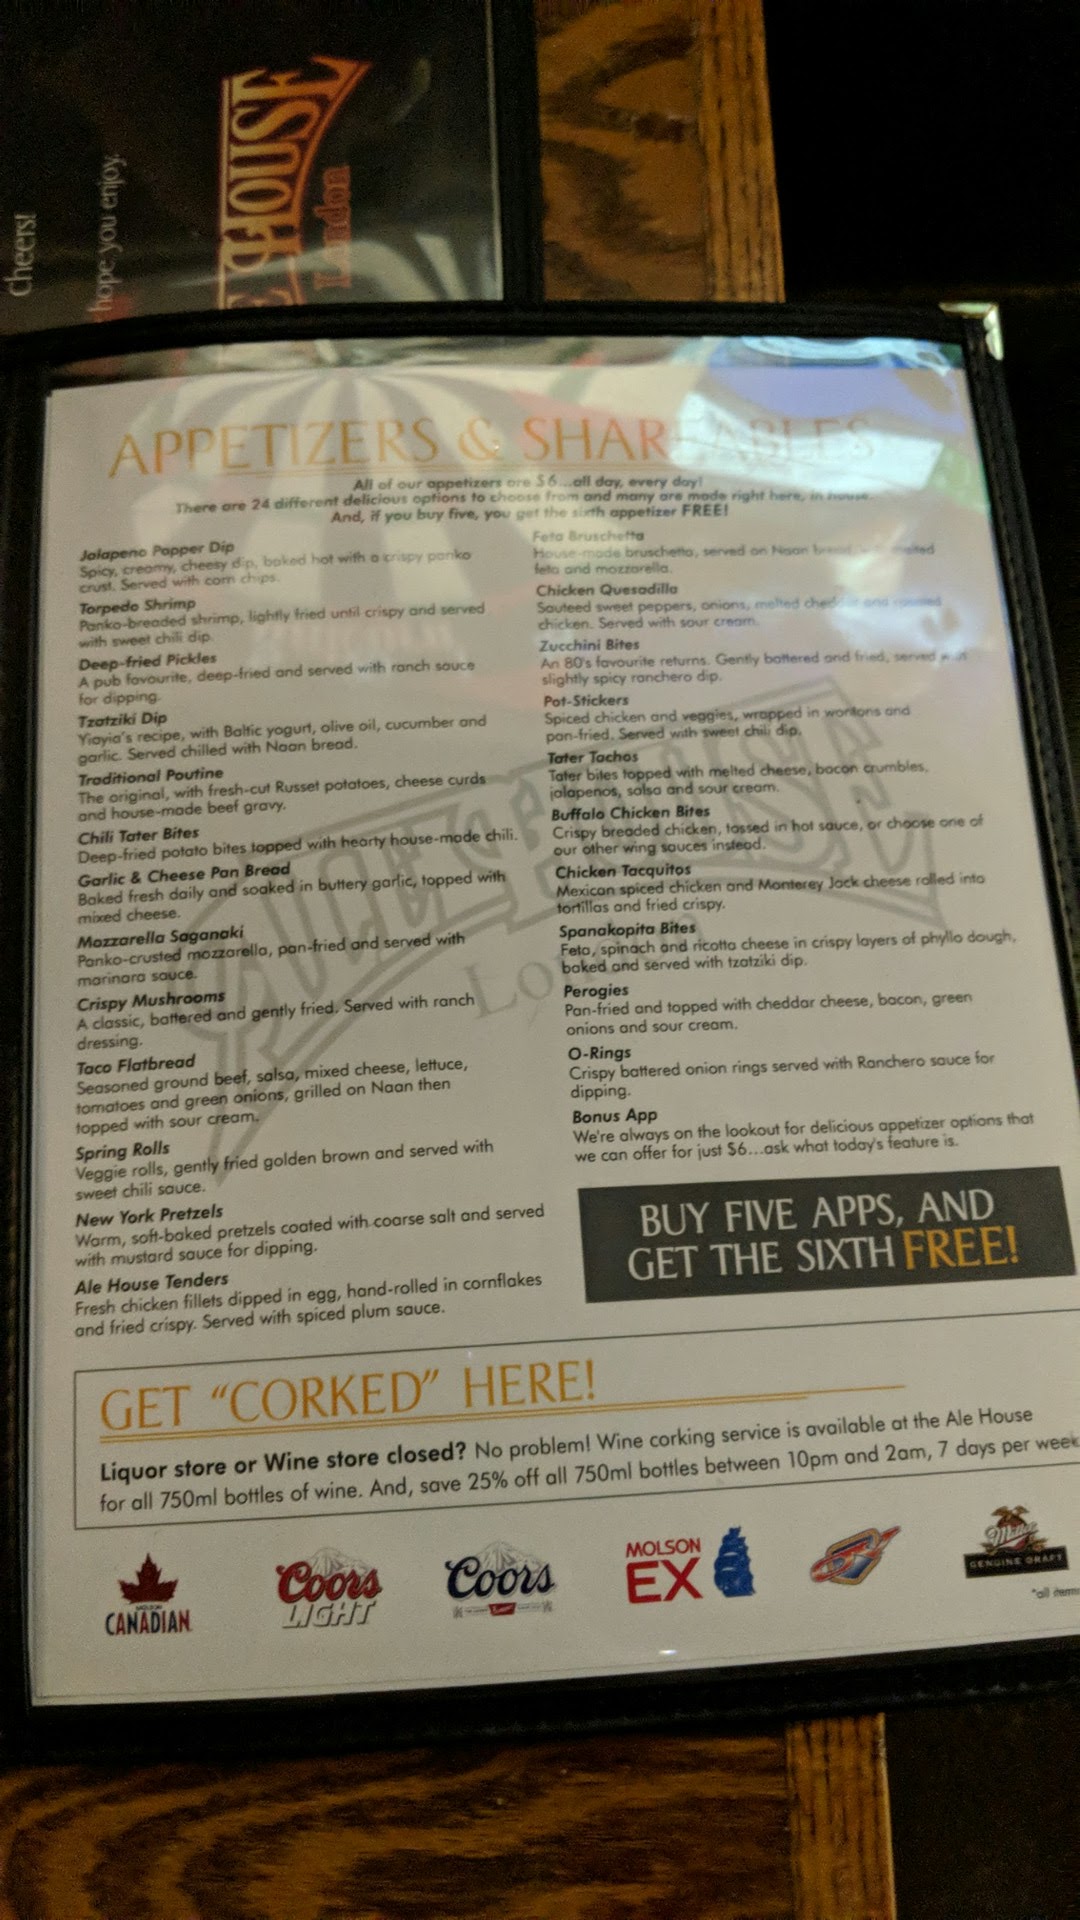 cheers!
hope you enjoy.
HOUSE
London
APPETIZERS & SHAREABLES
All of our appetizers are $6...all day, every day!
There are 24 different delicious options to choose from and many are made right here, in house.
And, if you buy five, you get the sixth appetizer FREE!
Jalapeno Popper Dip
Spicy, creamy, cheesy dip, baked hot with a crispy panko
crust. Served with corn chips.
Torpedo Shrimp
Panko-breaded shrimp, lightly fried until crispy and served
with sweet chili dip.
Deep-fried Pickles
A pub favourite, deep-fried and served with ranch sauce
for dipping.
Tzatziki Dip
Yiayia's recipe, with Baltic yogurt, olive oil, cucumber and
garlic. Served chilled with Naan bread.
Traditional Poutine
The original, with fresh-cut Russet potatoes, cheese curds
and house-made beef gravy.
Chili Tater Bites
Deep-fried potato bites topped with hearty house-made chili.
Garlic & Cheese Pan Bread
Baked fresh daily and soaked in buttery garlic, topped with
mixed cheese.
Mozzarella Saganaki
Panko-crusted mozzarella, pan-fried and served with
marinara sauce.
Crispy Mushrooms
A classic, battered and gently fried. Served with ranch
dressing.
Taco Flatbread
Seasoned ground beef, salsa, mixed cheese, lettuce,
tomatoes and green onions, grilled on Naan then
topped with sour cream.
Spring Rolls
Veggie rolls, gently fried golden brown and served with
sweet chili sauce.
New York Pretzels
Warm, soft-baked pretzels coated with coarse salt and served
with mustard sauce for dipping.
Ale House Tenders
Fresh chicken fillets dipped in egg, hand-rolled in cornflakes
and fried crispy. Served with spiced plum sauce.
Feta Bruschetta
House-made bruschetta, served on Naan bread, with melted
feta and mozzarella.
Chicken Quesadilla
Sauteed sweet peppers, onions, melted cheddar and roasted
chicken. Served with sour cream.
Zucchini Bites
An 80's favourite returns. Gently battered and fried, served with
slightly spicy ranchero dip.
Pot-Stickers
Spiced chicken and veggies, wrapped in wontons and
pan-fried. Served with sweet chili dip.
Tater Tachos
Tater bites topped with melted cheese, bacon crumbles,
jalapenos, salsa and sour cream.
Buffalo Chicken Bites
Crispy breaded chicken, tossed in hot sauce, or choose one of
our other wing sauces instead.
Chicken Tacquitos
Mexican spiced chicken and Monterey Jack cheese rolled into
tortillas and fried crispy.
Spanakopita Bites
Feta, spinach and ricotta cheese in crispy layers of phyllo dough,
baked and served with tzatziki dip.
Perogies
Pan-fried and topped with cheddar cheese, bacon, green
onions and sour cream.
O-Rings
Crispy battered onion rings served with Ranchero sauce for
dipping.
Bonus App
We're always on the lookout for delicious appetizer options that
we can offer for just $6...ask what today's feature is.
ALE HOUSE
London
BUY FIVE APPS, AND
GET THE SIXTH FREE!
GET "CORKED" HERE!
Liquor store or Wine store closed? No problem! Wine corking service is available at the Ale House
for all 750ml bottles of wine. And, save 25% off all 750ml bottles between 10pm and 2am, 7 days per week
MOLSON
CANADIAN
Coors
LIGHT
Coors
MOLSON
EX
Miller
GENUINE DRAFT
*all items